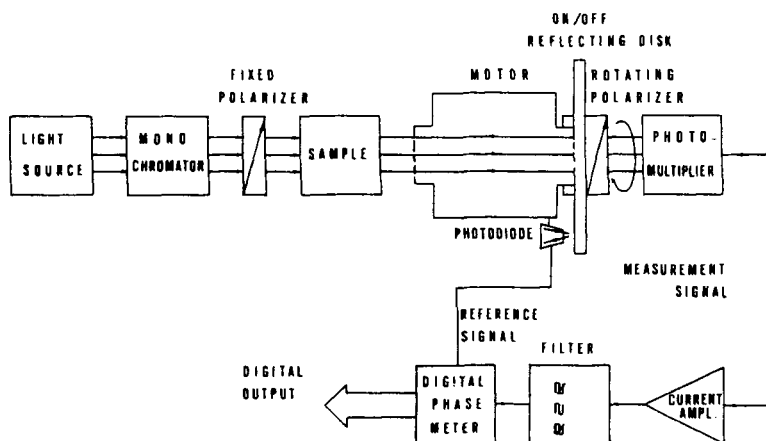 ON/OFF
REFLECTING DISK
FIXED
POLARIZER
MOTOR
ROTATING
POLARIZER
LIGHT
SOURCE
MONO
CHROMATOR
SAMPLE
PHOTO-
MULTIPLIER
PHOTODIODE
MEASUREMENT
SIGNAL
REFERENCE
SIGNAL
DIGITAL
OUTPUT
FILTER
DIGITAL
PHASE
METER
CURRENT
AMPL.